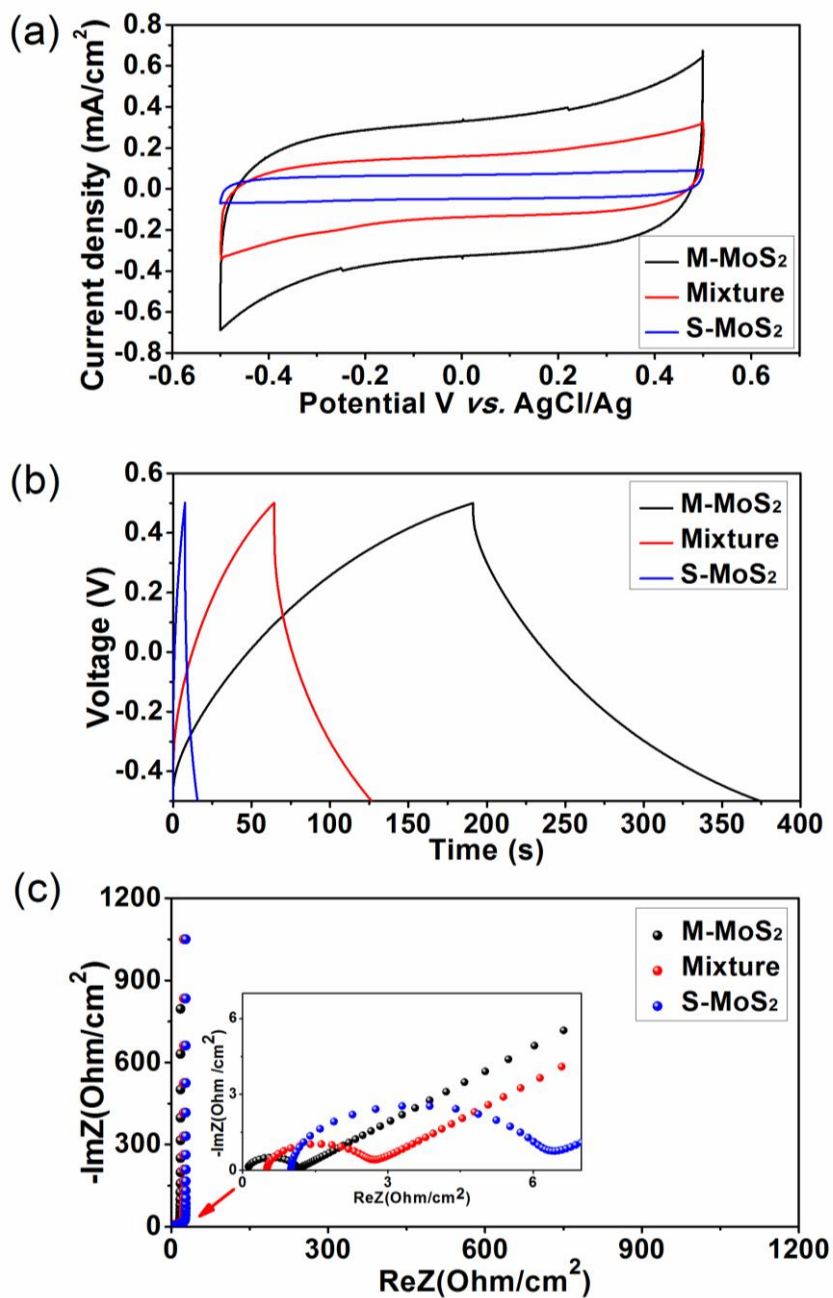 (a)
Current density (mA/cm²)
0.8
0.6
0.4
0.2
0.0
-0.2
-0.4
-0.6
-0.8
M-MoS₂
Mixture
S-MoS₂
-0.6 -0.4 -0.2 0.0 0.2 0.4 0.6
Potential V vs. AgCl/Ag
(b)
Voltage (V)
0.6
0.4
0.2
0.0
-0.2
-0.4
M-MoS₂
Mixture
S-MoS₂
0 50 100 150 200 250 300 350 400
Time (s)
(c)
-ImZ(Ohm/cm²)
1200
900
600
300
0
M-MoS₂
Mixture
S-MoS₂
-ImZ(Ohm /cm²)
6
3
0
0 3 6
ReZ(Ohm/cm²)
0 300 600 900 1200
ReZ(Ohm/cm²)